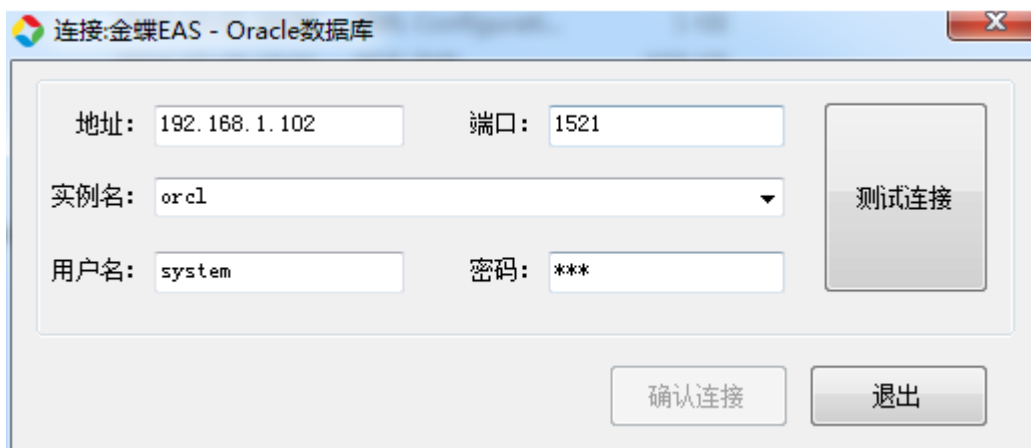 连接:金蝶EAS - Oracle数据库
地址: 192.168.1.102 端口: 1521
实例名: orcl
测试连接
用户名: system 密码: ***
确认连接 退出